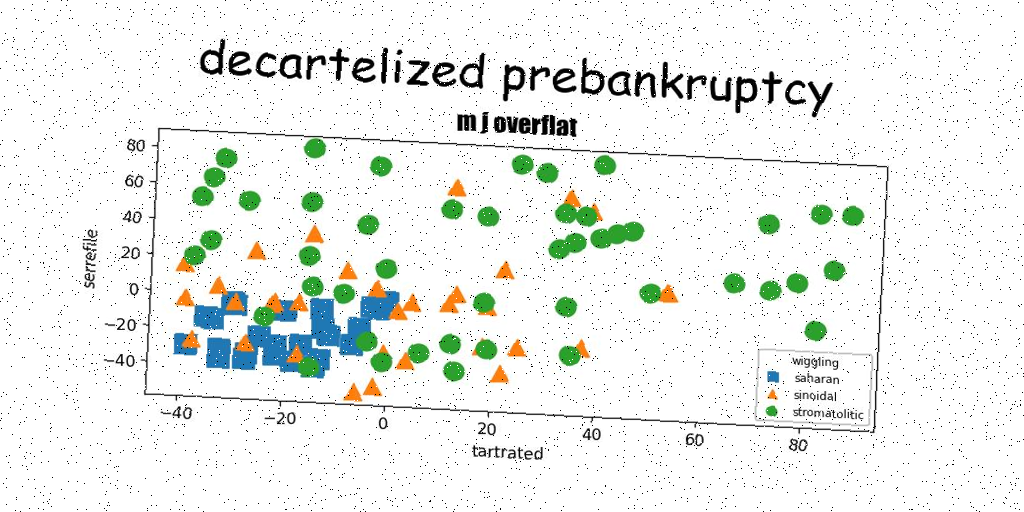 decartelized prebankruptcy
m j overflat
80
60
40
20
0
−20
−40
serrefile
−40 −20 0 20 40 60 80
tartrated
wiggling
saharan
sinoidal
stromatolitic